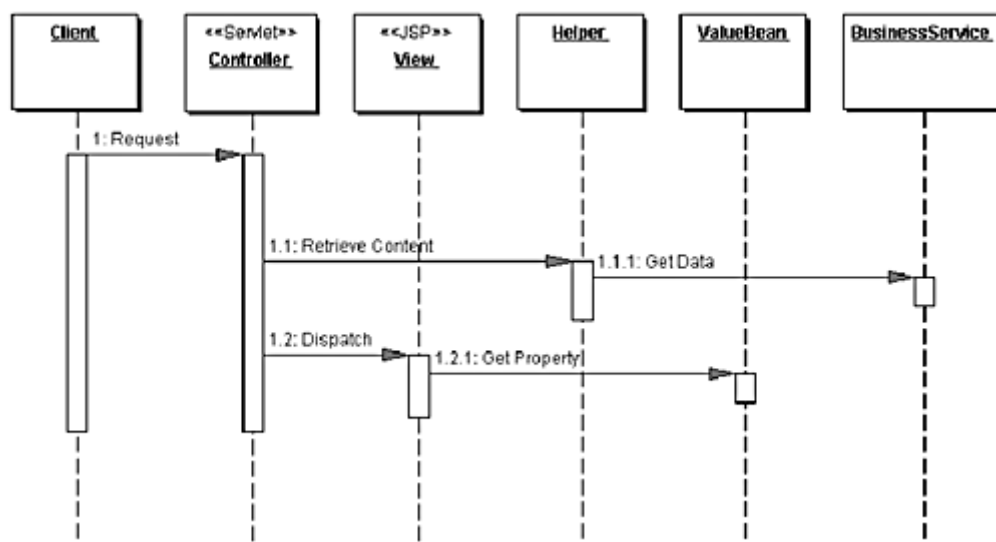 Client
««Servlet»»
Controller
««JSP»»
View
Helper
ValueBean
BusinessService
1: Request
1.1: Retrieve Content
1.1.1: Get Data
1.2: Dispatch
1.2.1: Get Property